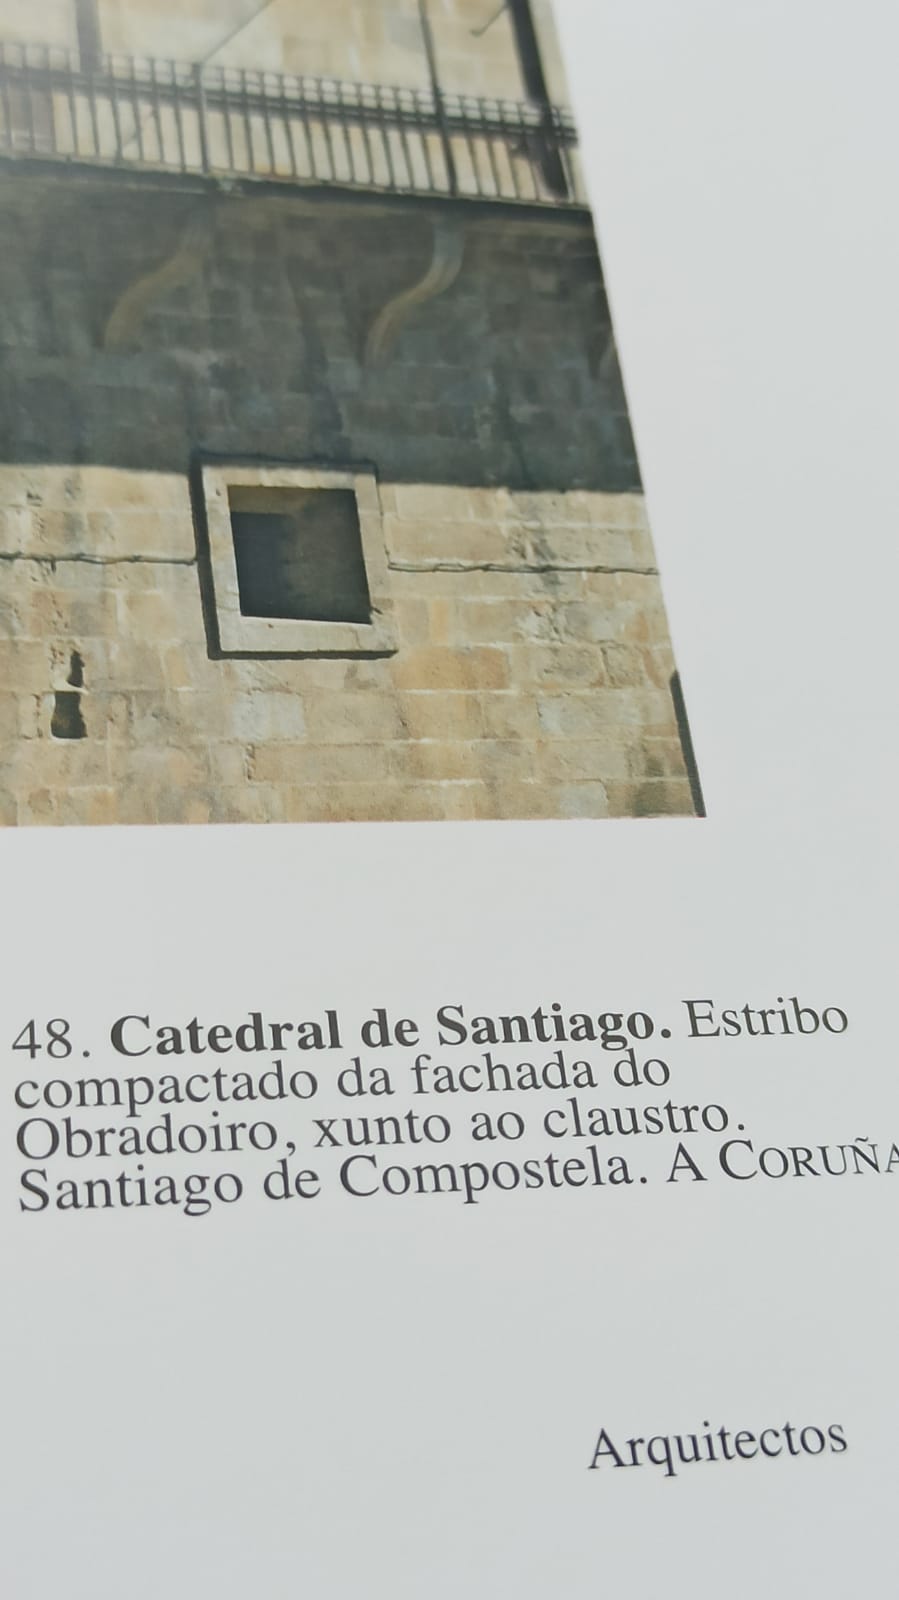 48. Catedral de Santiago. Estribo
compactado da fachada do
Obradoiro, xunto ao claustro.
Santiago de Compostela. A CORUÑA
Arquitectos